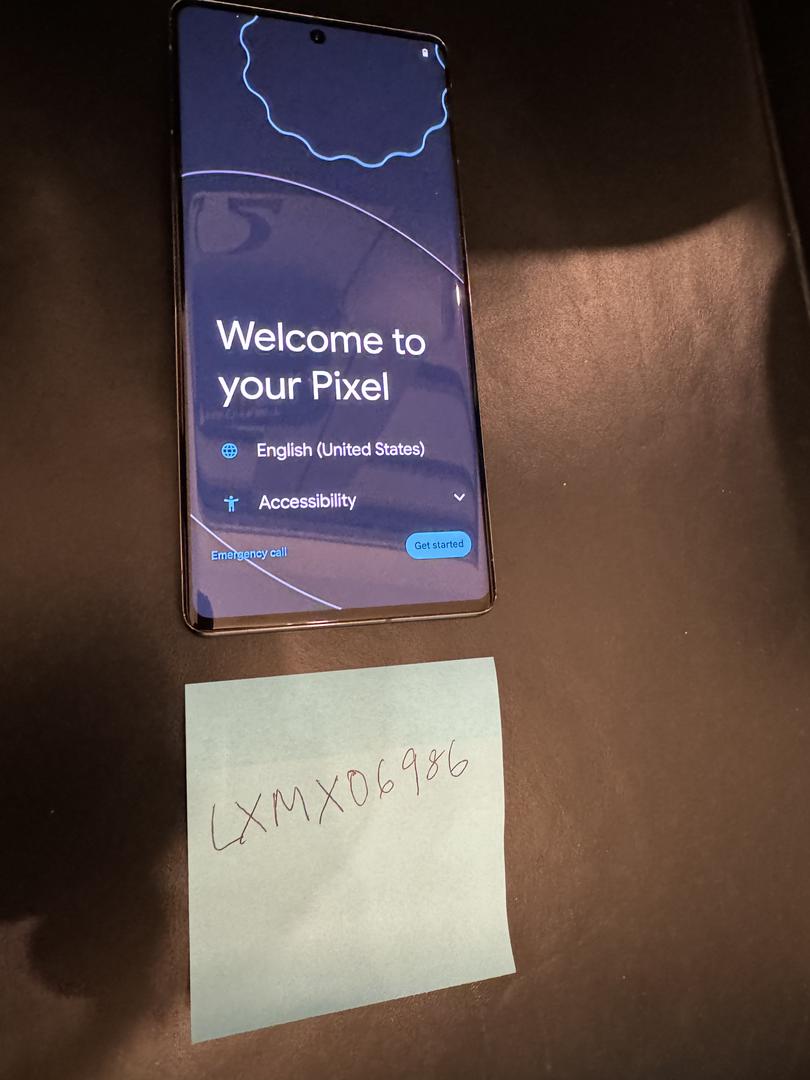 Welcome to
your Pixel
English (United States)
Accessibility
Emergency call
Get started
LXMX06986